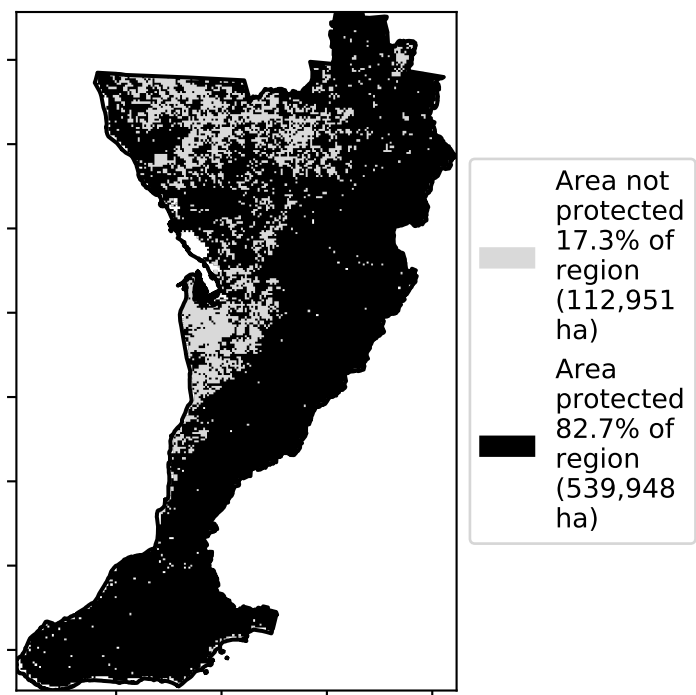 Area not
protected
17.3% of
region
(112,951
ha)
Area
protected
82.7% of
region
(539,948
ha)